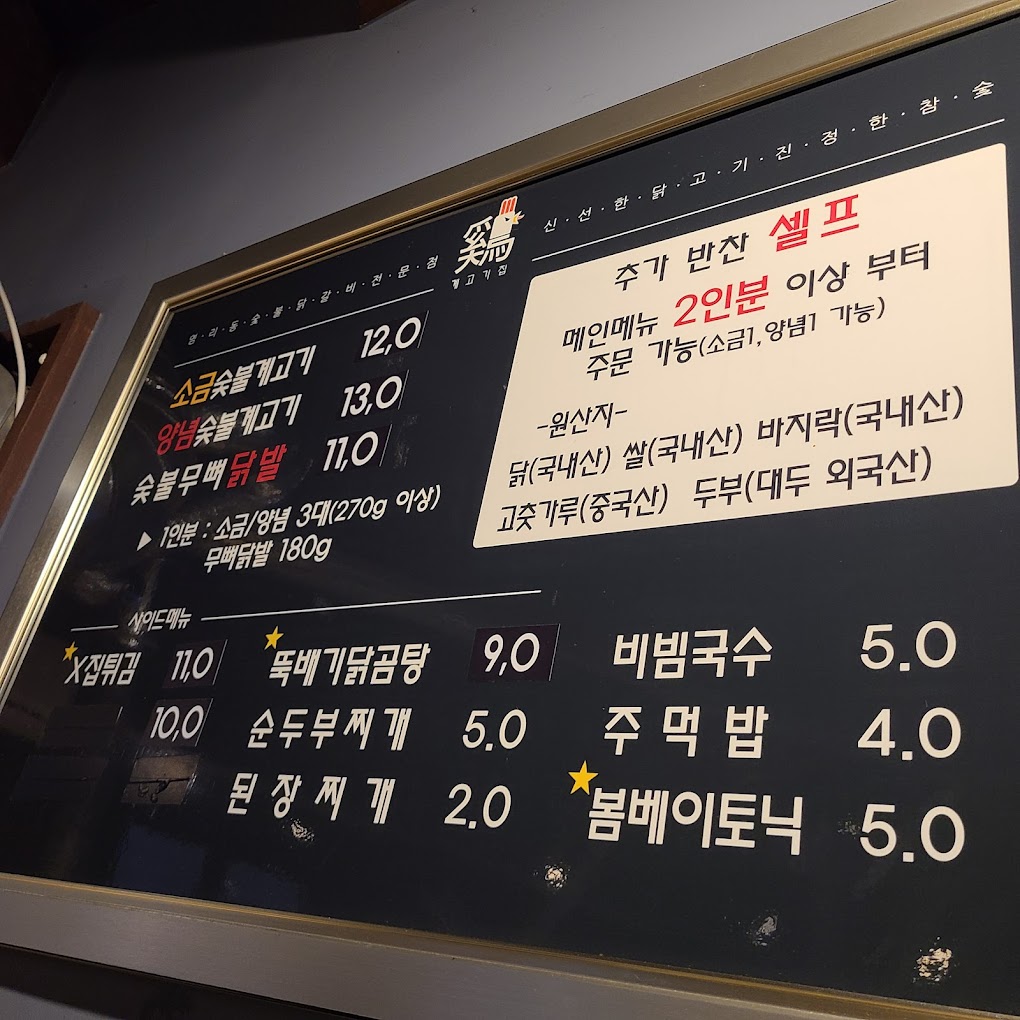 명·리·동·숯·불·닭·갈·비·전·문·점
鷄
계고기집
신·선·한·닭·고·기·진·정·한·참·숯
소금숯불계고기 12,0
양념숯불계고기 13,0
숯불무뼈닭발 11,0
▶ 1인분 : 소금/양념 3대(270g 이상)
무뼈닭발 180g
추가 반찬 셀프
메인메뉴 2인분 이상 부터
주문 가능(소금1,양념1 가능)
-원산지-
닭(국내산) 쌀(국내산) 바지락(국내산)
고춧가루(중국산) 두부(대두 외국산)
사이드메뉴
X집튀김 11,0
10,0
뚝배기닭곰탕 9,0
순두부찌개 5.0
된장찌개 2.0
비빔국수 5.0
주먹밥 4.0
봄베이토닉 5.0